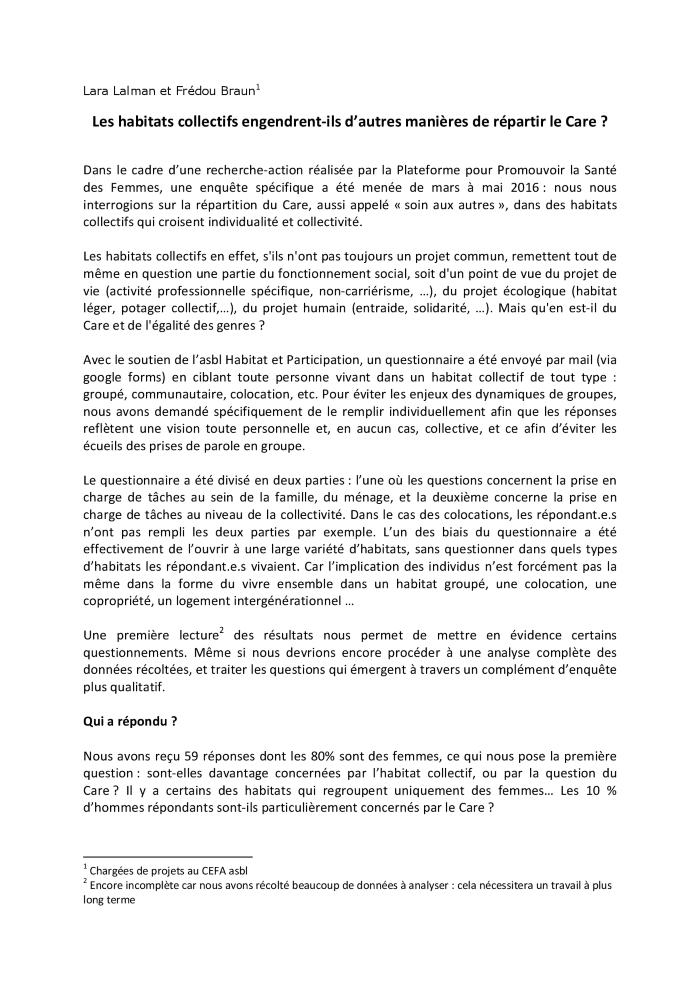 Lara Lalman et Frédou Braun1
Les habitats collectifs engendrent-ils d’autres manières de répartir le Care ?
Dans le cadre d’une recherche-action réalisée par la Plateforme pour Promouvoir la Santé
des Femmes, une enquête spécifique a été menée de mars à mai 2016 : nous nous
interrogions sur la répartition du Care, aussi appelé « soin aux autres », dans des habitats
collectifs qui croisent individualité et collectivité.
Les habitats collectifs en effet, s'ils n'ont pas toujours un projet commun, remettent tout de
même en question une partie du fonctionnement social, soit d'un point de vue du projet de
vie (activité professionnelle spécifique, non-carriérisme, …), du projet écologique (habitat
léger, potager collectif,…), du projet humain (entraide, solidarité, …). Mais qu'en est-il du
Care et de l'égalité des genres ?
Avec le soutien de l’asbl Habitat et Participation, un questionnaire a été envoyé par mail (via
google forms) en ciblant toute personne vivant dans un habitat collectif de tout type :
groupé, communautaire, colocation, etc. Pour éviter les enjeux des dynamiques de groupes,
nous avons demandé spécifiquement de le remplir individuellement afin que les réponses
reflètent une vision toute personnelle et, en aucun cas, collective, et ce afin d’éviter les
écueils des prises de parole en groupe.
Le questionnaire a été divisé en deux parties : l’une où les questions concernent la prise en
charge de tâches au sein de la famille, du ménage, et la deuxième concerne la prise en
charge de tâches au niveau de la collectivité. Dans le cas des colocations, les répondant.e.s
n’ont pas rempli les deux parties par exemple. L’un des biais du questionnaire a été
effectivement de l’ouvrir à une large variété d’habitats, sans questionner dans quels types
d’habitats les répondant.e.s vivaient. Car l’implication des individus n’est forcément pas la
même dans la forme du vivre ensemble dans un habitat groupé, une colocation, une
copropriété, un logement intergénérationnel …
Une première lecture2 des résultats nous permet de mettre en évidence certains
questionnements. Même si nous devrions encore procéder à une analyse complète des
données récoltées, et traiter les questions qui émergent à travers un complément d’enquête
plus qualitatif.
Qui a répondu ?
Nous avons reçu 59 réponses dont les 80% sont des femmes, ce qui nous pose la première
question : sont-elles davantage concernées par l’habitat collectif, ou par la question du
Care ? Il y a certains des habitats qui regroupent uniquement des femmes… Les 10 %
d’hommes répondants sont-ils particulièrement concernés par le Care ?
1 Chargées de projets au CEFA asbl
2 Encore incomplète car nous avons récolté beaucoup de données à analyser : cela nécessitera un travail à plus
long terme